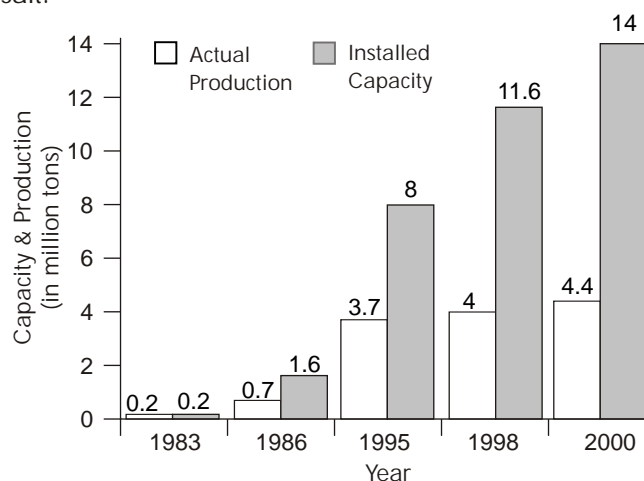 14
12
10
8
6
4
2
0
Capacity & Production
(in million tons)
Actual
Production
Installed
Capacity
0.2 0.2
0.7 1.6
3.7 8
4 11.6
4.4 14
1983 1986 1995 1998 2000
Year